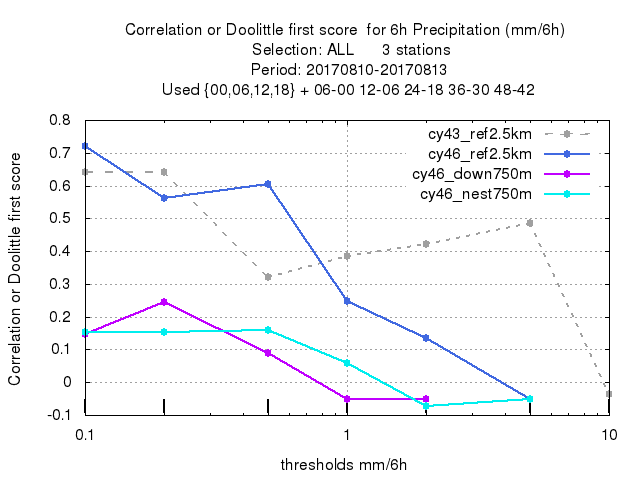 Correlation or Doolittle first score  for 6h Precipitation (mm/6h)
Selection: ALL      3 stations
Period: 20170810-20170813
Used {00,06,12,18} + 06-00 12-06 24-18 36-30 48-42
Correlation or Doolittle first score
0.8
0.7
0.6
0.5
0.4
0.3
0.2
0.1
0
-0.1
cy43_ref2.5km
cy46_ref2.5km
cy46_down750m
cy46_nest750m
0.1 1 10
thresholds mm/6h